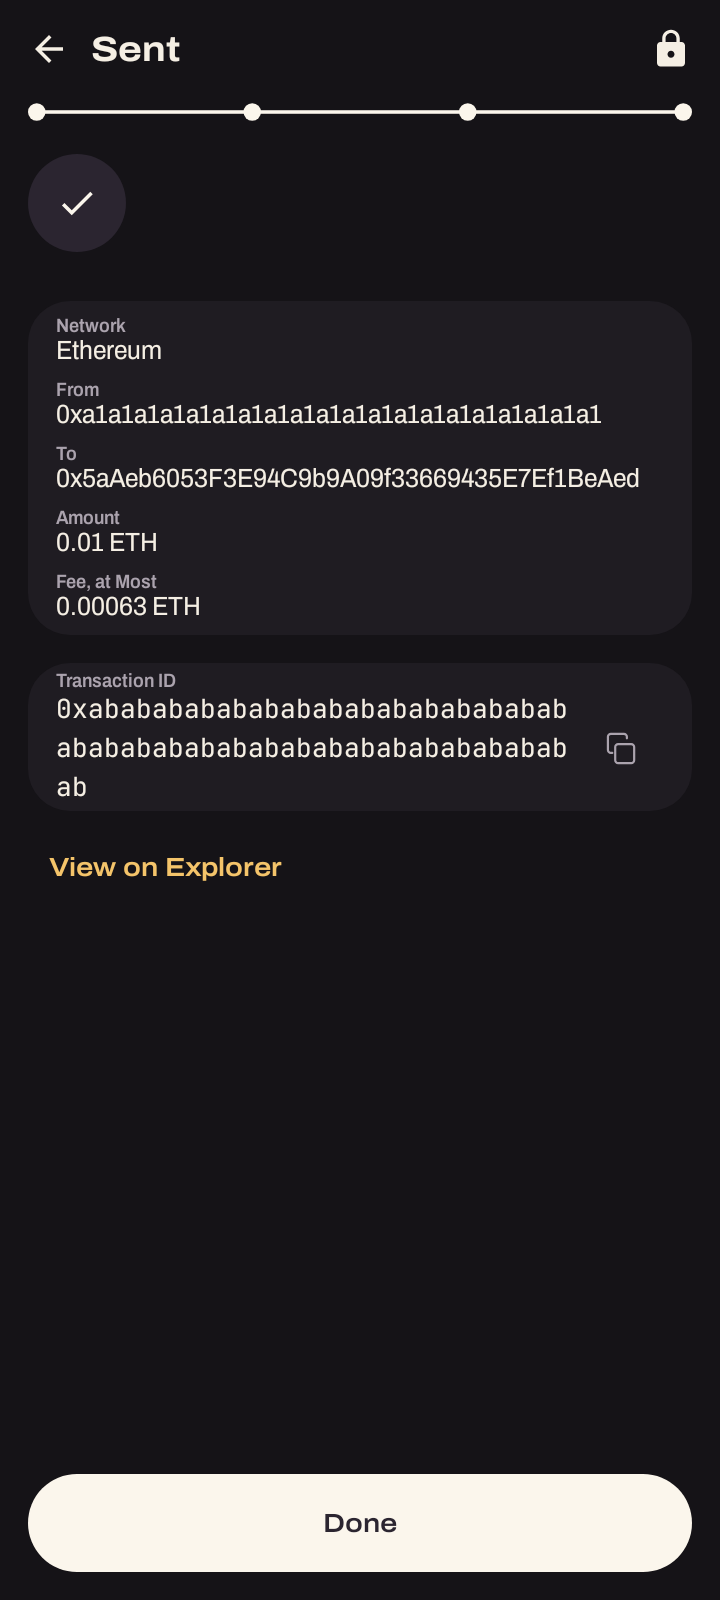 Sent
Network
Ethereum
From
0xa1a1a1a1a1a1a1a1a1a1a1a1a1a1a1a1a1a1a1a1
To
0x5aAeb6053F3E94C9b9A09f33669435E7Ef1BeAed
Amount
0.01 ETH
Fee, at Most
0.00063 ETH
Transaction ID
0xababababababababababababababab
abababababababababababababababab
ab
View on Explorer
Done